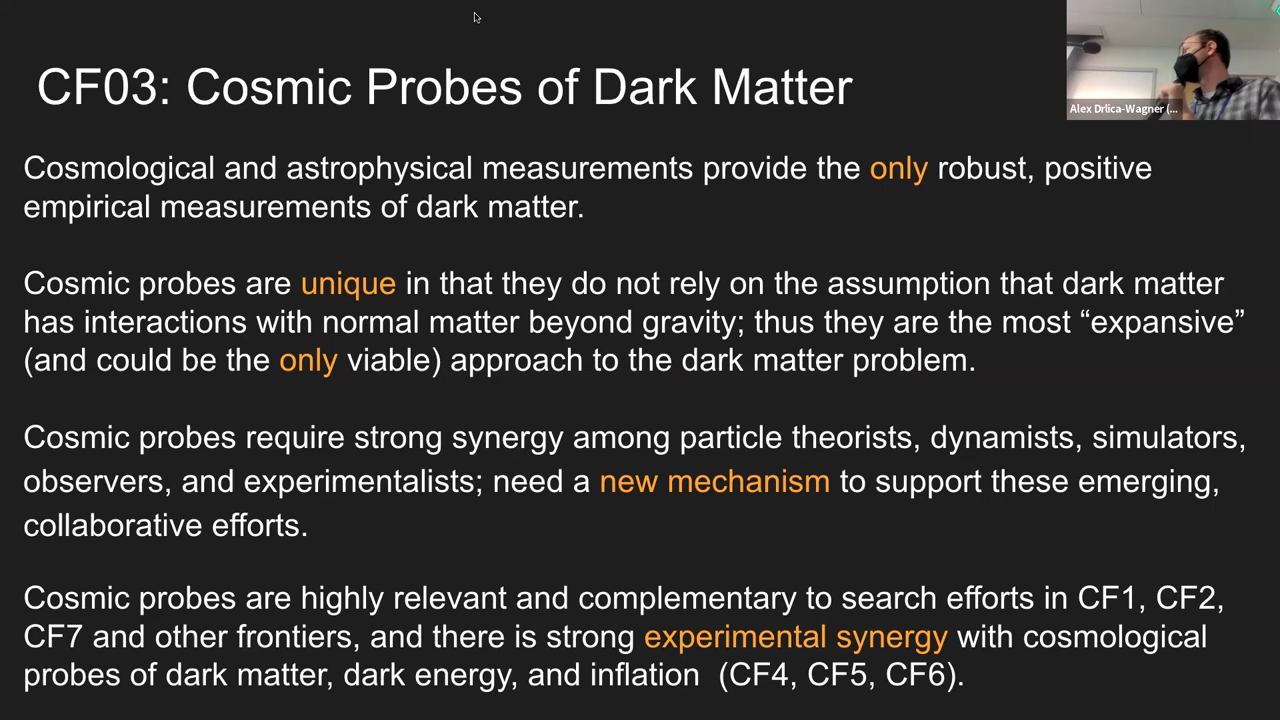 CF03: Cosmic Probes of Dark Matter
Alex Drlica-Wagner (...
Cosmological and astrophysical measurements provide the only robust, positive
empirical measurements of dark matter.
Cosmic probes are unique in that they do not rely on the assumption that dark matter
has interactions with normal matter beyond gravity; thus they are the most “expansive”
(and could be the only viable) approach to the dark matter problem.
Cosmic probes require strong synergy among particle theorists, dynamists, simulators,
observers, and experimentalists; need a new mechanism to support these emerging,
collaborative efforts.
Cosmic probes are highly relevant and complementary to search efforts in CF1, CF2,
CF7 and other frontiers, and there is strong experimental synergy with cosmological
probes of dark matter, dark energy, and inflation  (CF4, CF5, CF6).